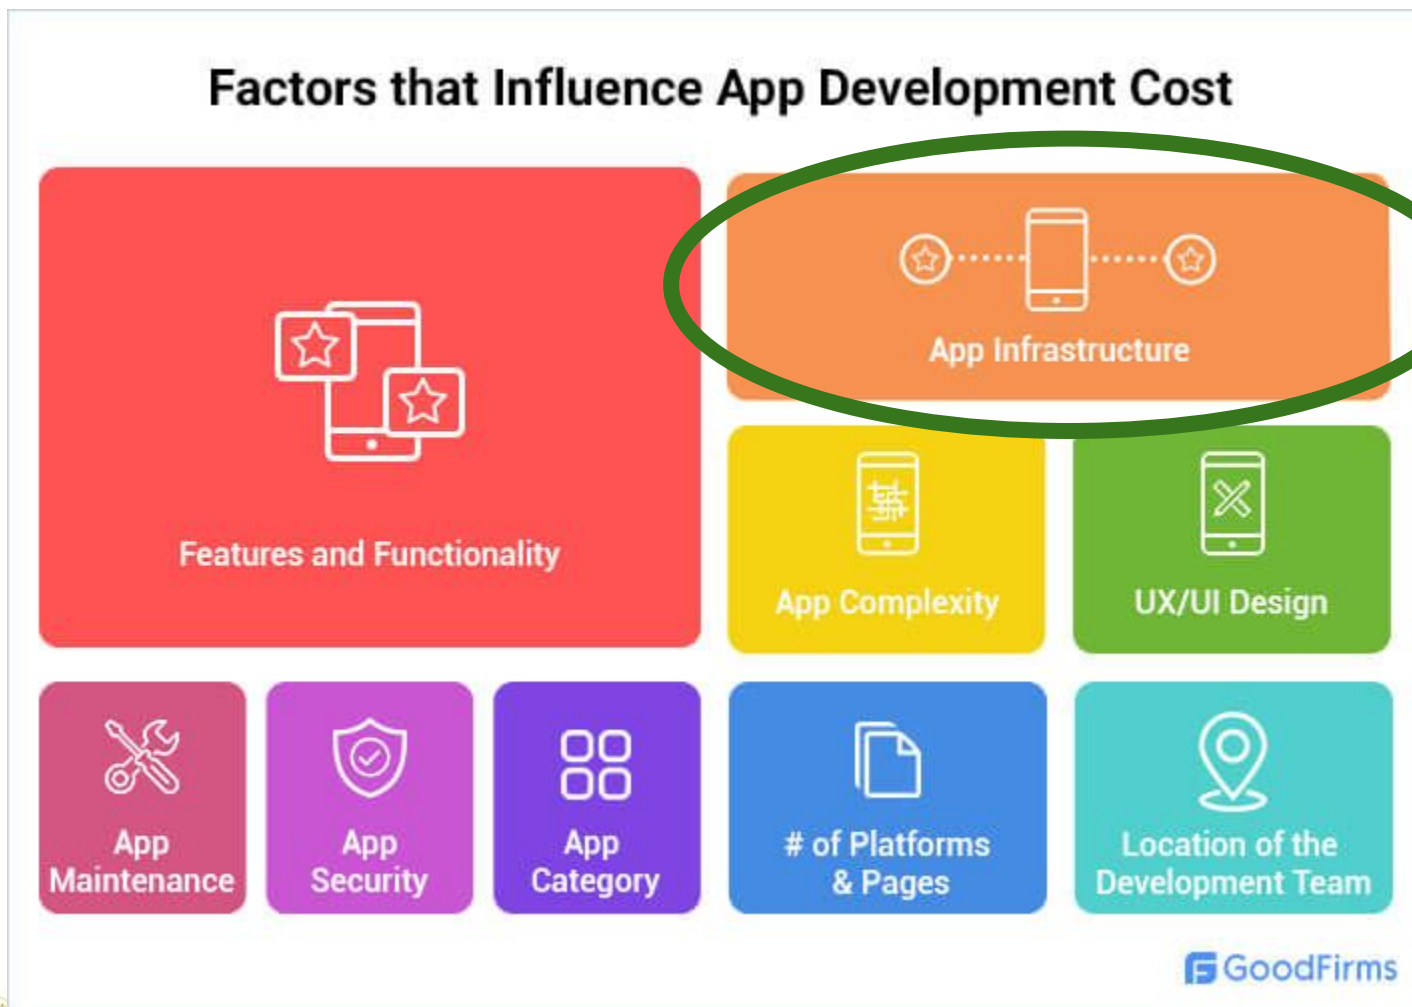 Factors that Influence App Development Cost
Features and Functionality
App Infrastructure
App Complexity
UX/UI Design
App
Maintenance
App
Security
App
Category
# of Platforms
& Pages
Location of the
Development Team
GoodFirms